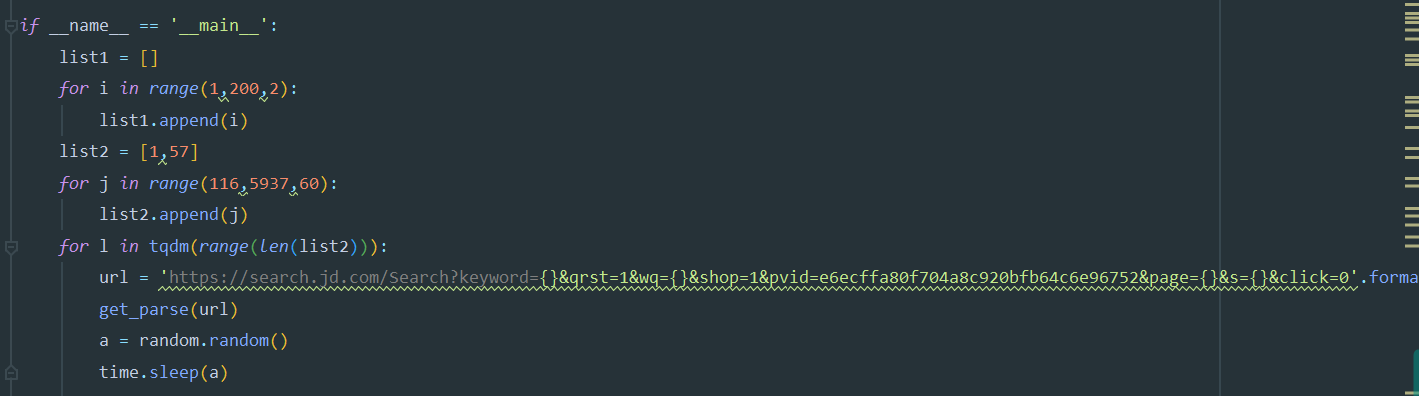 if __name__ == '__main__':
    list1 = []
    for i in range(1,200,2):
        list1.append(i)
    list2 = [1,57]
    for j in range(116,5937,60):
        list2.append(j)
    for l in tqdm(range(len(list2))):
        url = 'https://search.jd.com/Search?keyword={}&qrst=1&wq={}&shop=1&pvid=e6ecffa80f704a8c920bfb64c6e96752&page={}&s={}&click=0'.forma
        get_parse(url)
        a = random.random()
        time.sleep(a)